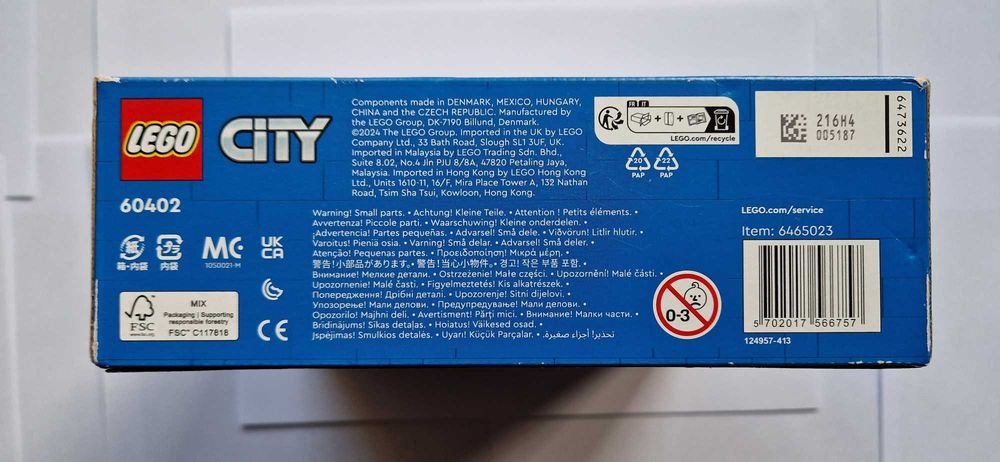 LEGO
CITY
60402
Components made in DENMARK, MEXICO, HUNGARY,
CHINA and the CZECH REPUBLIC. Manufactured by
the LEGO Group, DK-7190 Billund, Denmark.
©2024 The LEGO Group. Imported in the UK by LEGO
Company Ltd., 33 Bath Road, Slough SL1 3UF, UK.
Imported in Malaysia by LEGO Trading Sdn. Bhd.,
Suite 8.02, No.4 Jln PJU 8/8A, 47820 Petaling Jaya,
Malaysia. Imported in Hong Kong by LEGO Hong Kong
Ltd., Units 1610-11, 16/F, Mira Place Tower A, 132 Nathan
Road, Tsim Sha Tsui, Kowloon, Hong Kong.
FR IT
LEGO.com/recycle
20
PAP
22
PAP
216H4
005187
6473622
紙
箱・内袋
プラ
内袋
MC
1050021-M
UK
CA
FSC
MIX
Packaging | Supporting
responsible forestry
FSC™ C117818
CE
Warning! Small parts. • Achtung! Kleine Teile. • Attention ! Petits éléments. •
Avvertenza! Piccole parti. • Waarschuwing! Kleine onderdelen. •
¡Advertencia! Partes pequeñas. • Advarsel! Små dele. • Viðvörun! Litlir hlutir. •
Varoitus! Pieniä osia. • Varning! Små delar. • Advarsel! Små deler. •
Atenção! Pequenas partes. • Προειδοποίηση! Μικρά μέρη. •
警告! 小部品があります。• 警告! 当心小物件。• 경고! 작은 부품 포함. •
Внимание! Мелкие детали. • Ostrzeżenie! Małe części. • Upozornění! Malé části. •
Upozornenie! Malé časti. • Figyelmeztetés! Kis alkatrészek. •
Попередження! Дрібні деталі. • Upozorenje! Sitni dijelovi. •
Упозорење! Мали делови. • Предупредување! Мали делови. •
Opozorilo! Majhni deli. • Avertisment! Părți mici. • Внимание! Малки части. •
Brīdinājums! Sīkas detaļas. • Hoiatus! Väikesed osad. •
Įspėjimas! Smulkios detalės. • Uyarı! Küçük Parçalar. • تحذير! أجزاء صغيرة.
0-3
LEGO.com/service
Item: 6465023
5 702017 566757
124957-413